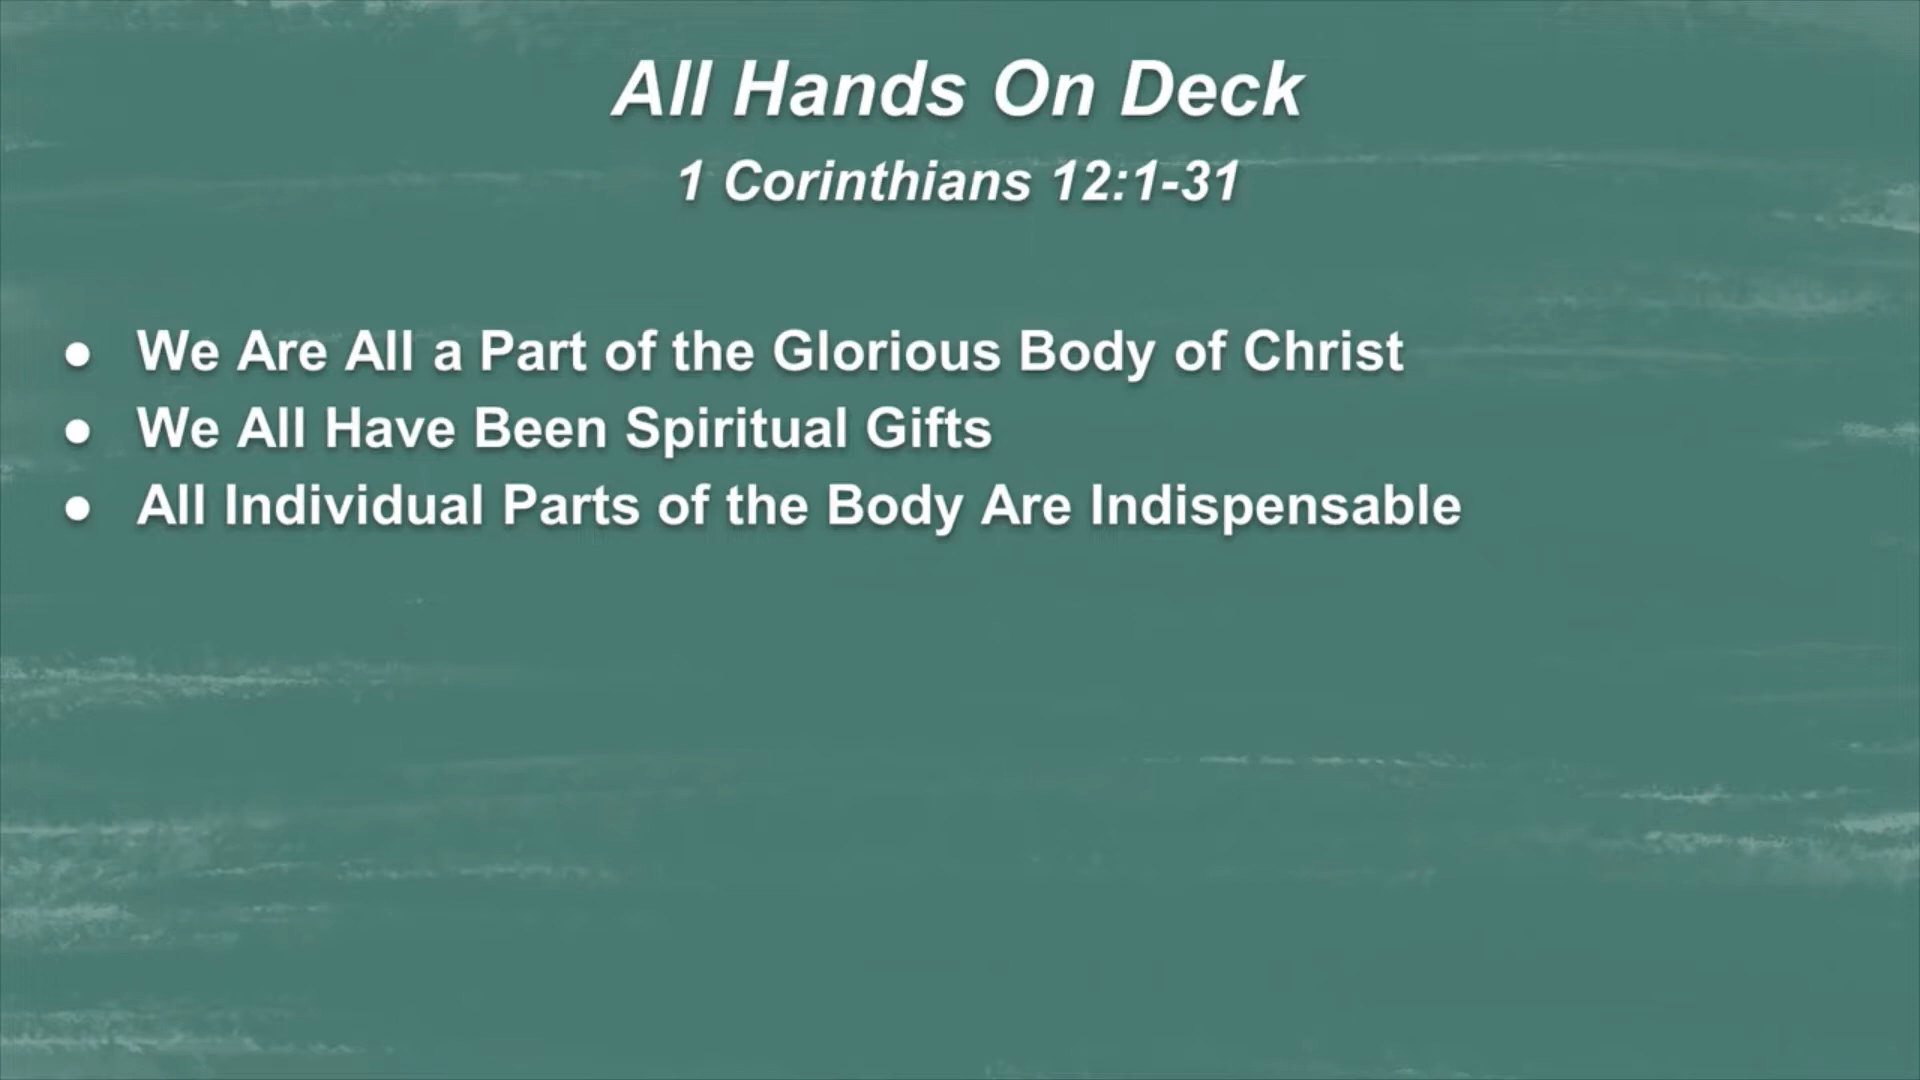 All Hands On Deck
1 Corinthians 12:1-31
● We Are All a Part of the Glorious Body of Christ
● We All Have Been Spiritual Gifts
● All Individual Parts of the Body Are Indispensable